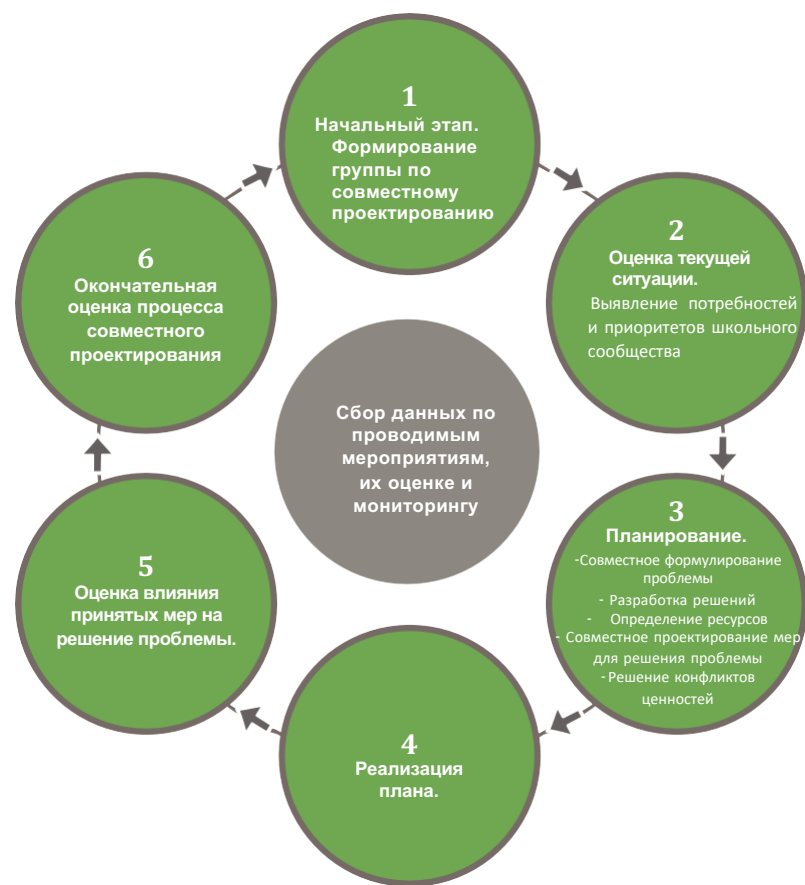 1
Начальный этап.
Формирование
группы по
совместному
проектированию
2
Оценка текущей
ситуации.
Выявление потребностей
и приоритетов школьного
сообщества
3
Планирование.
-Совместное формулирование
проблемы
- Разработка решений
- Определение ресурсов
- Совместное проектирование мер
для решения проблемы
- Решение конфликтов
ценностей
4
Реализация
плана.
5
Оценка влияния
принятых мер на
решение проблемы.
6
Окончательная
оценка процесса
совместного
проектирования
Сбор данных по
проводимым
мероприятиям,
их оценке и
мониторингу